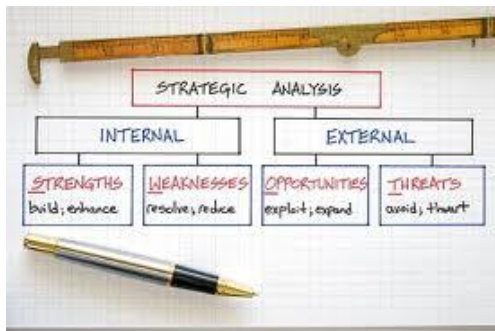 STRATEGIC ANALYSIS
INTERNAL
EXTERNAL
STRENGTHS
build; enhance
WEAKNESSES
resolve; reduce
OPPORTUNITIES
exploit; expand
THREATS
avoid; thwart